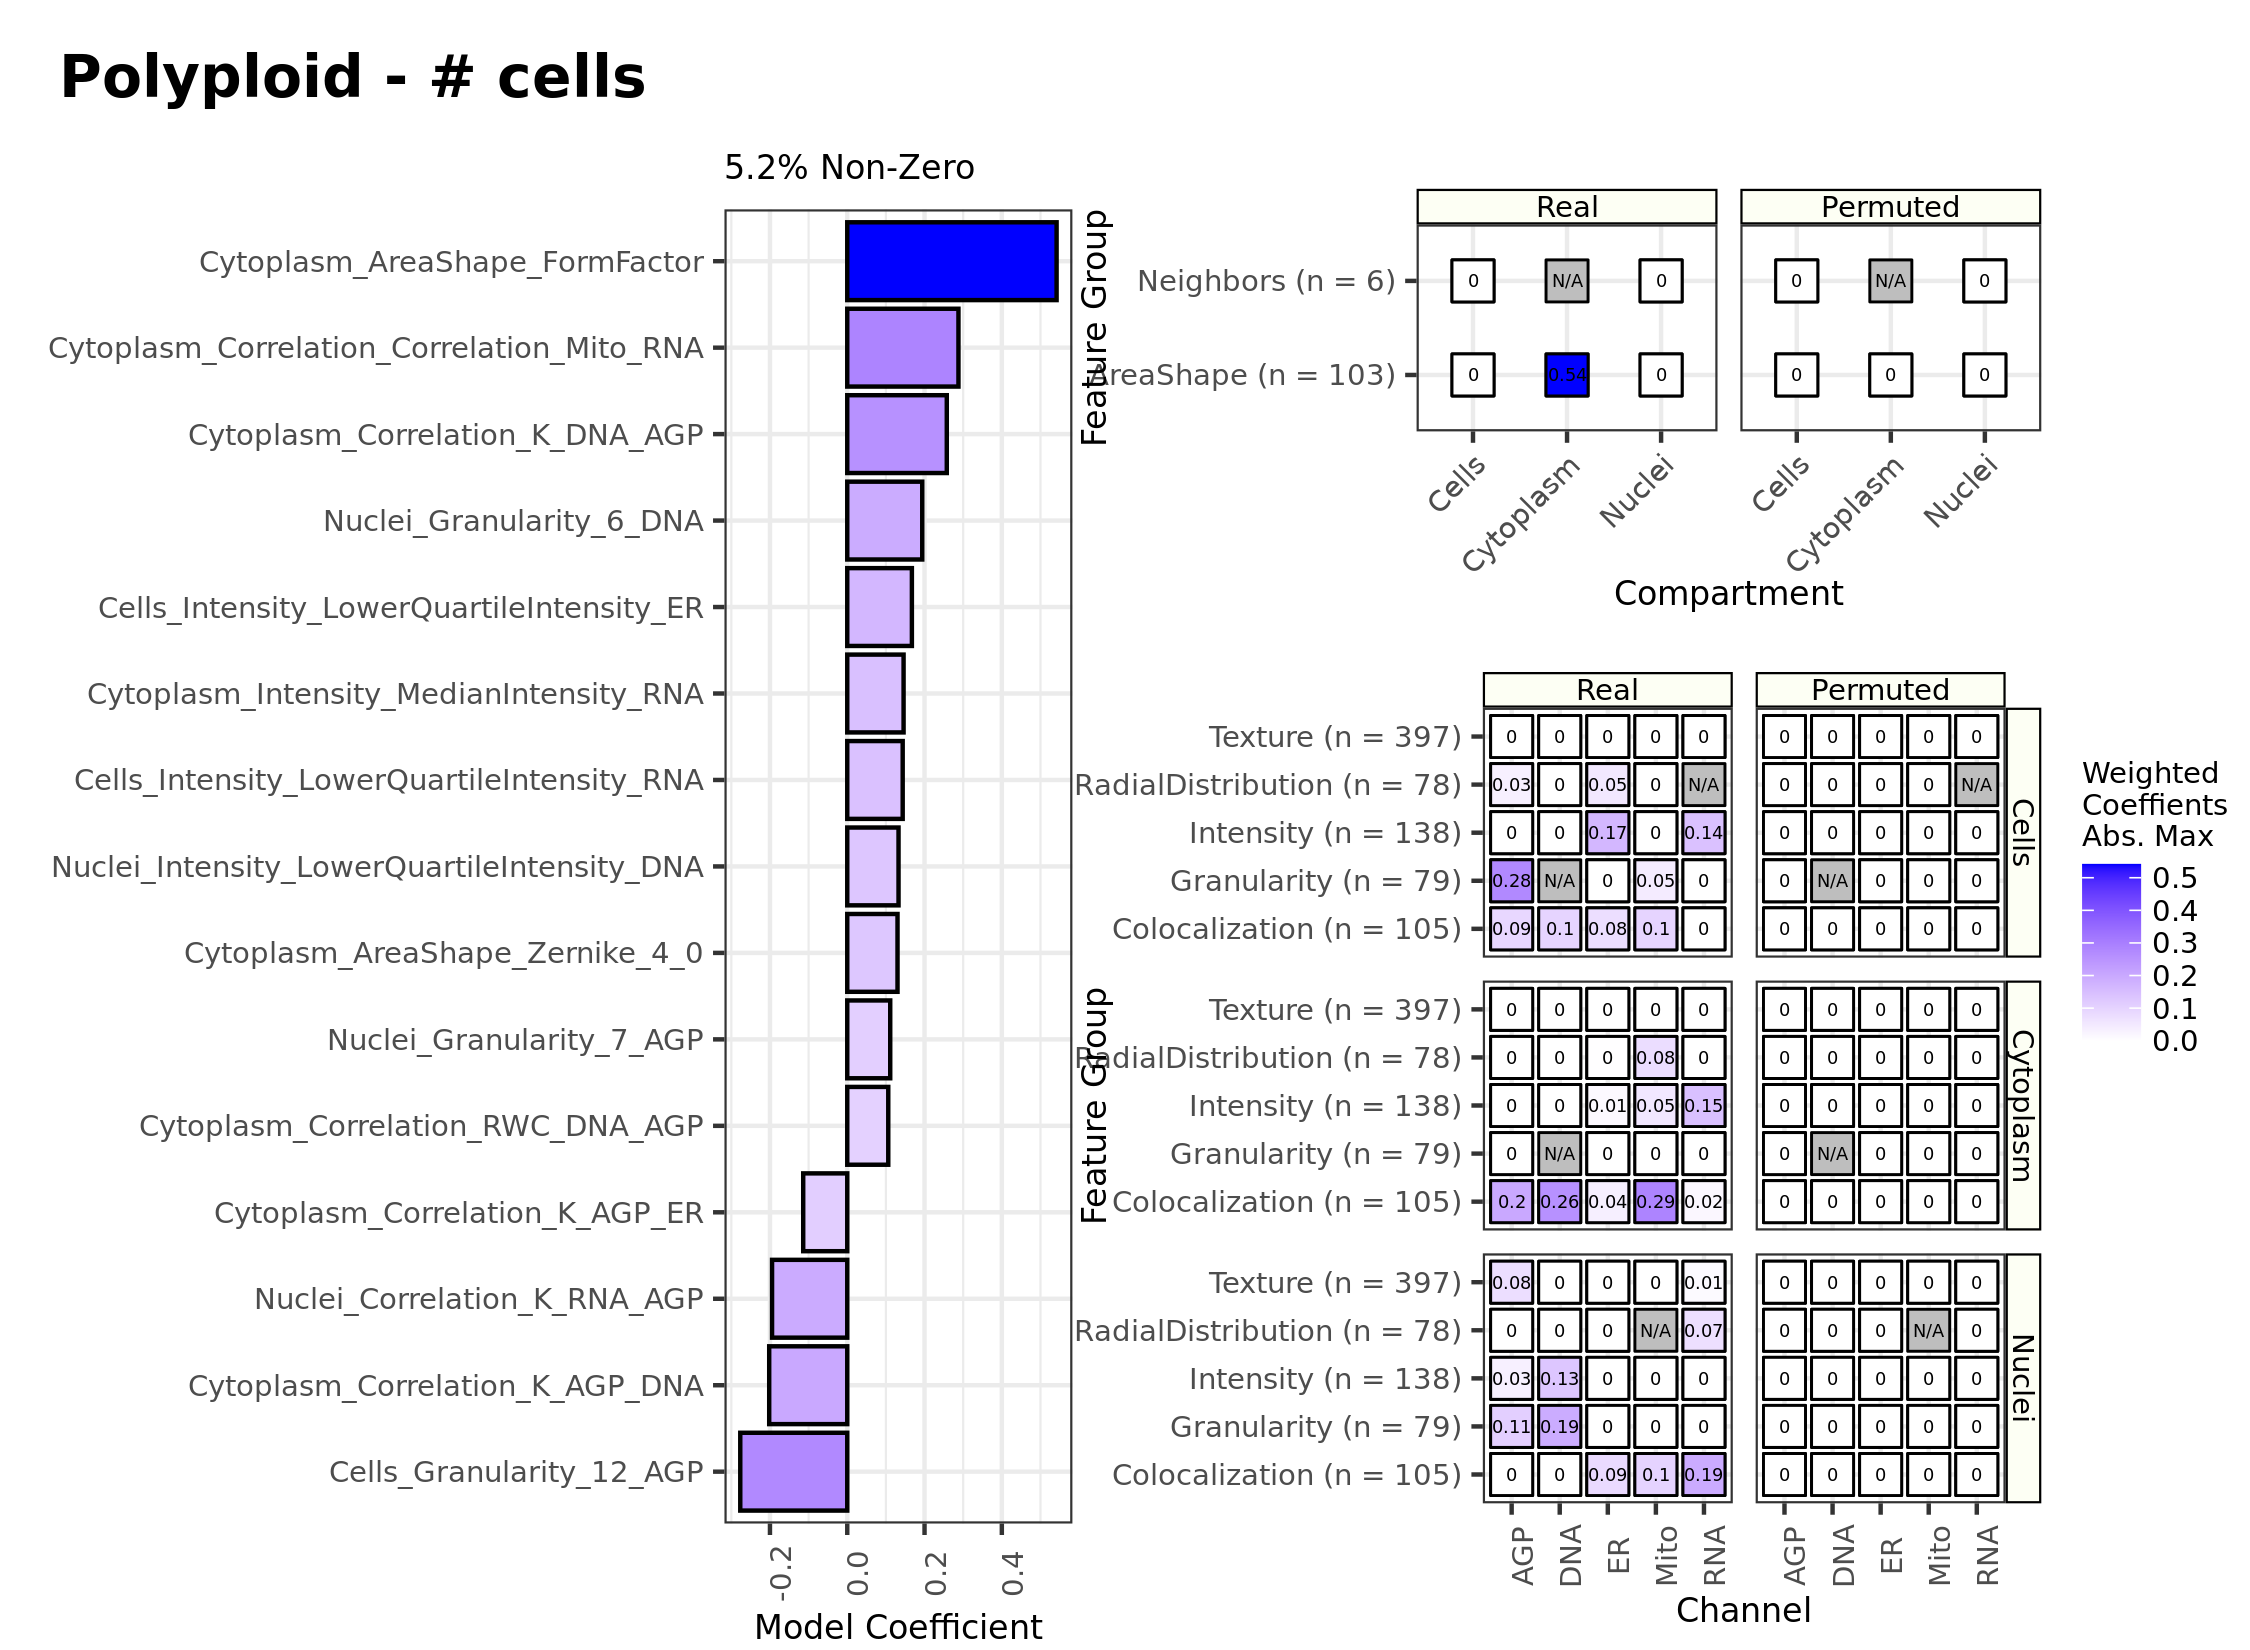 Polyploid - # cells
5.2% Non-Zero
Cytoplasm_AreaShape_FormFactor
Cytoplasm_Correlation_Correlation_Mito_RNA
Cytoplasm_Correlation_K_DNA_AGP
Nuclei_Granularity_6_DNA
Cells_Intensity_LowerQuartileIntensity_ER
Cytoplasm_Intensity_MedianIntensity_RNA
Cells_Intensity_LowerQuartileIntensity_RNA
Nuclei_Intensity_LowerQuartileIntensity_DNA
Cytoplasm_AreaShape_Zernike_4_0
Nuclei_Granularity_7_AGP
Cytoplasm_Correlation_RWC_DNA_AGP
Cytoplasm_Correlation_K_AGP_ER
Nuclei_Correlation_K_RNA_AGP
Cytoplasm_Correlation_K_AGP_DNA
Cells_Granularity_12_AGP
-0.2 0.0 0.2 0.4
Model Coefficient
Feature Group
Real Permuted
Neighbors (n = 6) 0 N/A 0 0 N/A 0
AreaShape (n = 103) 0 0.54 0 0 0 0
Cells Cytoplasm Nuclei Cells Cytoplasm Nuclei
Compartment
Feature Group
Real Permuted
Texture (n = 397) 0 0 0 0 0 0 0 0 0 0
RadialDistribution (n = 78) 0.03 0 0.05 0 N/A 0 0 0 0 N/A
Intensity (n = 138) 0 0 0.17 0 0.14 0 0 0 0 0
Granularity (n = 79) 0.28 N/A 0 0.05 0 0 N/A 0 0 0
Colocalization (n = 105) 0.09 0.1 0.08 0.1 0 0 0 0 0 0
Cells
Texture (n = 397) 0 0 0 0 0 0 0 0 0 0
RadialDistribution (n = 78) 0 0 0 0.08 0 0 0 0 0 0
Intensity (n = 138) 0 0 0.01 0.05 0.15 0 0 0 0 0
Granularity (n = 79) 0 N/A 0 0 0 0 N/A 0 0 0
Colocalization (n = 105) 0.2 0.26 0.04 0.29 0.02 0 0 0 0 0
Cytoplasm
Texture (n = 397) 0.08 0 0 0 0.01 0 0 0 0 0
RadialDistribution (n = 78) 0 0 0 N/A 0.07 0 0 0 N/A 0
Intensity (n = 138) 0.03 0.13 0 0 0 0 0 0 0 0
Granularity (n = 79) 0.11 0.19 0 0 0 0 0 0 0 0
Colocalization (n = 105) 0 0 0.09 0.1 0.19 0 0 0 0 0
Nuclei
AGP DNA ER Mito RNA AGP DNA ER Mito RNA
Channel
Weighted
Coeffients
Abs. Max
0.5
0.4
0.3
0.2
0.1
0.0